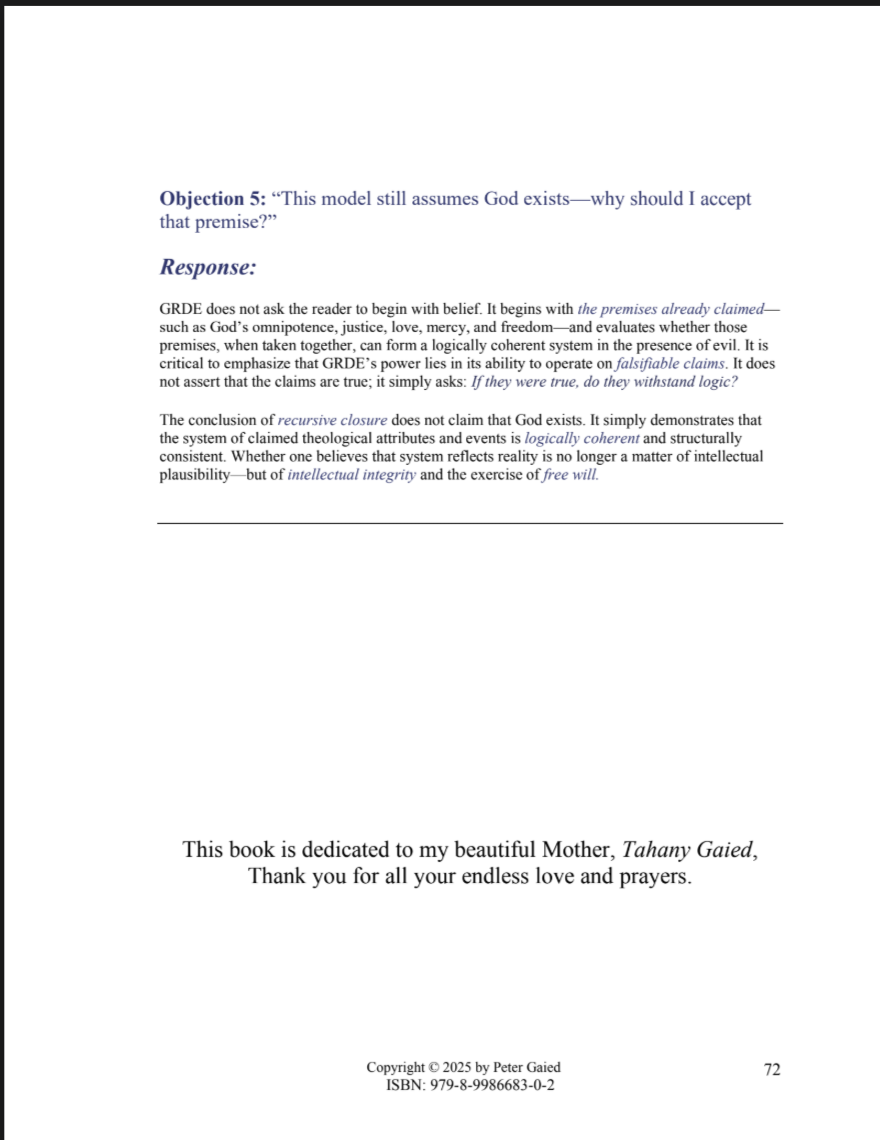 Objection 5: “This model still assumes God exists—why should I accept
that premise?”
Response:
GRDE does not ask the reader to begin with belief. It begins with the premises already claimed—
such as God’s omnipotence, justice, love, mercy, and freedom—and evaluates whether those
premises, when taken together, can form a logically coherent system in the presence of evil. It is
critical to emphasize that GRDE’s power lies in its ability to operate on falsifiable claims. It does
not assert that the claims are true; it simply asks: If they were true, do they withstand logic?
The conclusion of recursive closure does not claim that God exists. It simply demonstrates that
the system of claimed theological attributes and events is logically coherent and structurally
consistent. Whether one believes that system reflects reality is no longer a matter of intellectual
plausibility—but of intellectual integrity and the exercise of free will.
This book is dedicated to my beautiful Mother, Tahany Gaied,
Thank you for all your endless love and prayers.
Copyright © 2025 by Peter Gaied
ISBN: 979-8-9986683-0-2
72